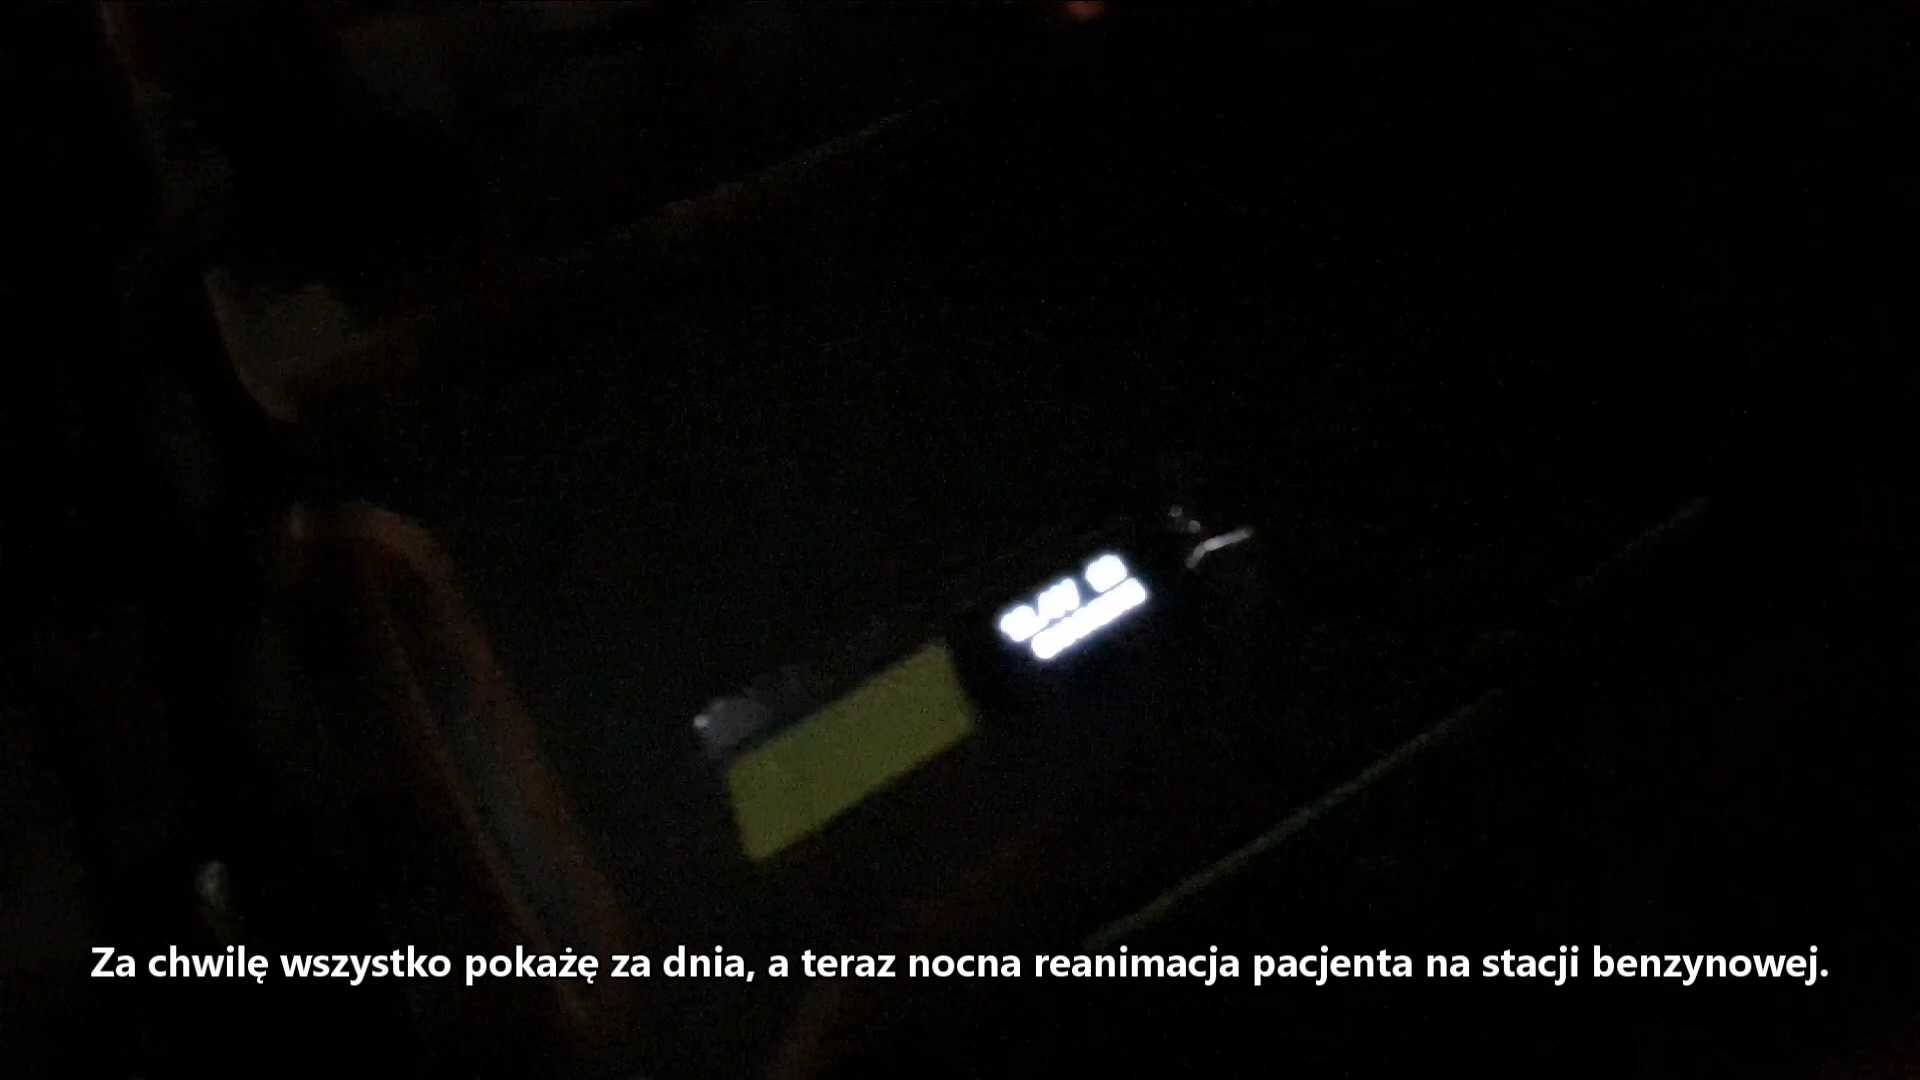 Za chwilę wszystko pokażę za dnia, a teraz nocna reanimacja pacjenta na stacji benzynowej.